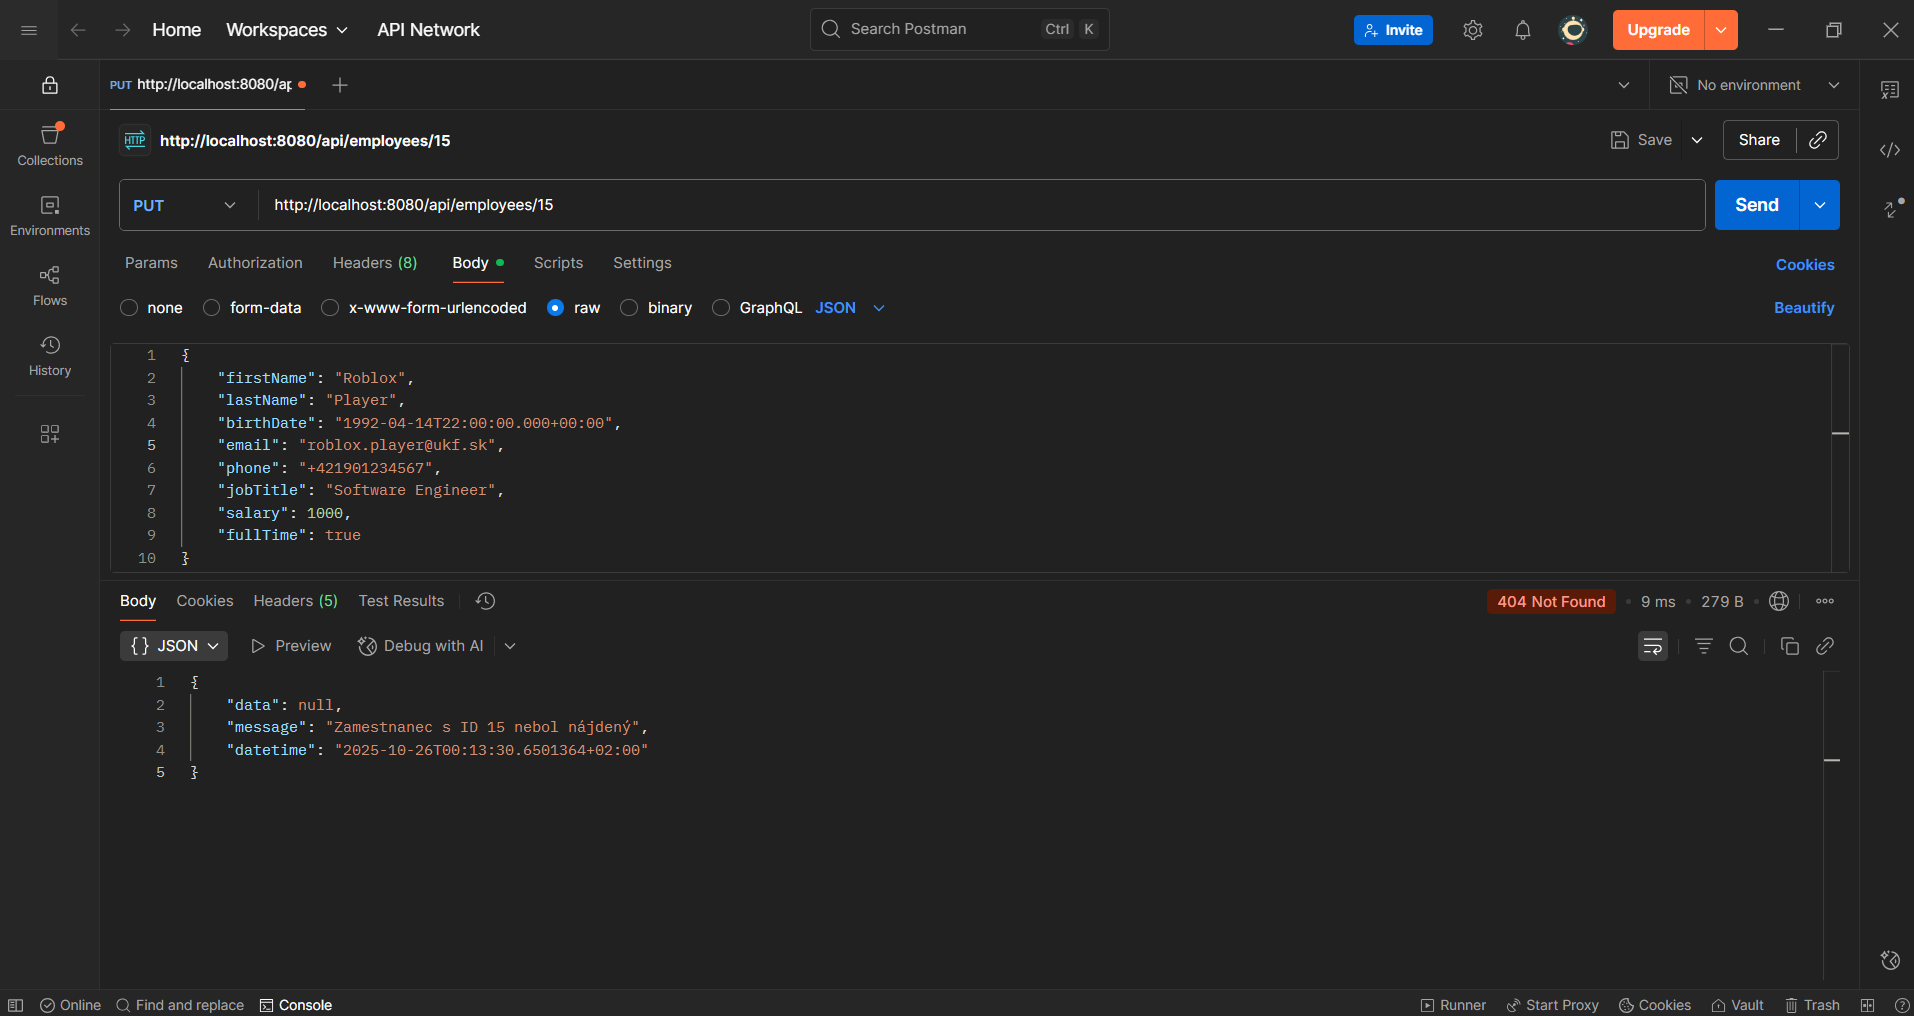 Home
Workspaces
API Network
Search Postman
Ctrl K
Invite
Upgrade
PUT http://localhost:8080/ap
No environment
Collections
Environments
Flows
History
HTTP http://localhost:8080/api/employees/15
Save
Share
PUT
http://localhost:8080/api/employees/15
Send
Params Authorization Headers (8) Body Scripts Settings
Cookies
none form-data x-www-form-urlencoded raw binary GraphQL JSON
Beautify
1 {
2 "firstName": "Roblox",
3 "lastName": "Player",
4 "birthDate": "1992-04-14T22:00:00.000+00:00",
5 "email": "roblox.player@ukf.sk",
6 "phone": "+421901234567",
7 "jobTitle": "Software Engineer",
8 "salary": 1000,
9 "fullTime": true
10 }
Body Cookies Headers (5) Test Results
404 Not Found • 9 ms • 279 B •
{} JSON
Preview
Debug with AI
1 {
2 "data": null,
3 "message": "Zamestnanec s ID 15 nebol nájdený",
4 "datetime": "2025-10-26T00:13:30.6501364+02:00"
5 }
Online
Find and replace
Console
Runner
Start Proxy
Cookies
Vault
Trash